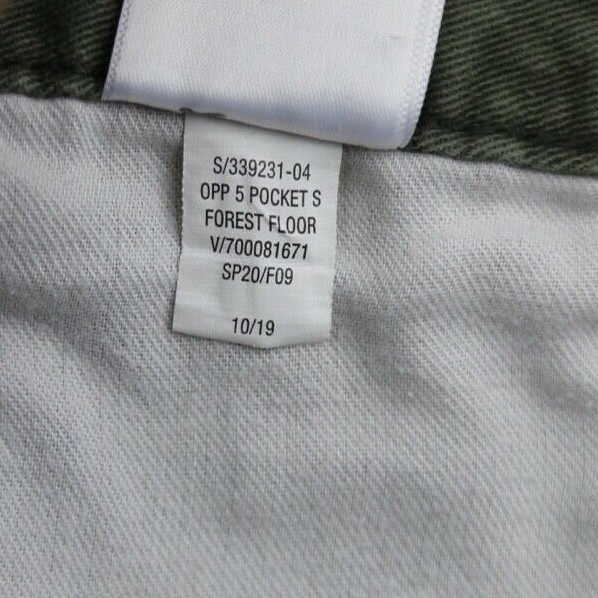 S/339231-04
OPP 5 POCKET S
FOREST FLOOR
V/700081671
SP20/F09
10/19